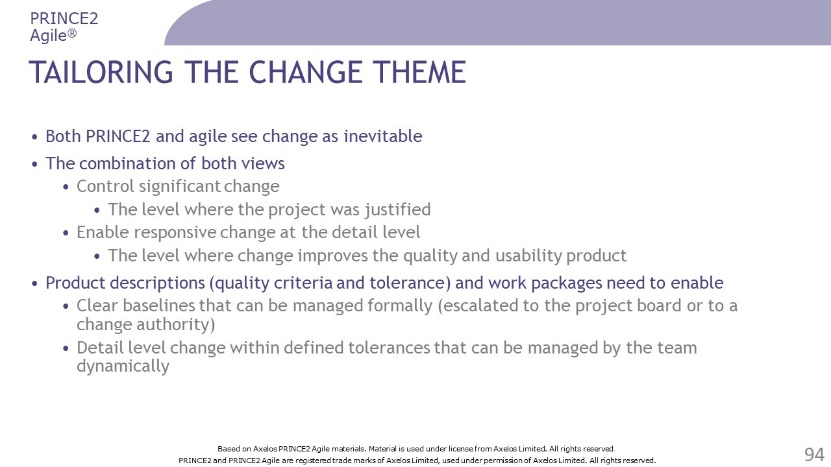 PRINCE2
Agile®
TAILORING THE CHANGE THEME
• Both PRINCE2 and agile see change as inevitable
• The combination of both views
• Control significant change
• The level where the project was justified
• Enable responsive change at the detail level
• The level where change improves the quality and usability product
• Product descriptions (quality criteria and tolerance) and work packages need to enable
• Clear baselines that can be managed formally (escalated to the project board or to a
change authority)
• Detail level change within defined tolerances that can be managed by the team
dynamically
Based on Axelos PRINCE2 Agile materials. Material is used under license from Axelos Limited. All rights reserved
PRINCE2 and PRINCE2 Agile are registered trade marks of Axelos Limited, used under permission of Axelos Limited. All rights reserved.
94